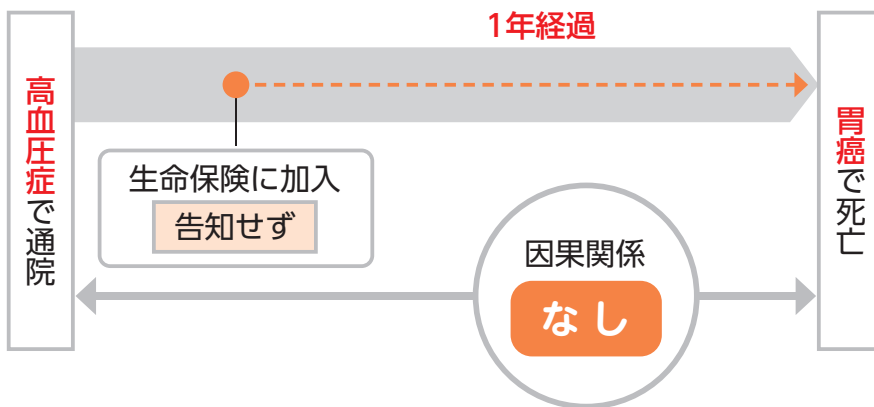 高血圧症で通院
1年経過
生命保険に加入
告知せず
因果関係
なし
胃癌で死亡